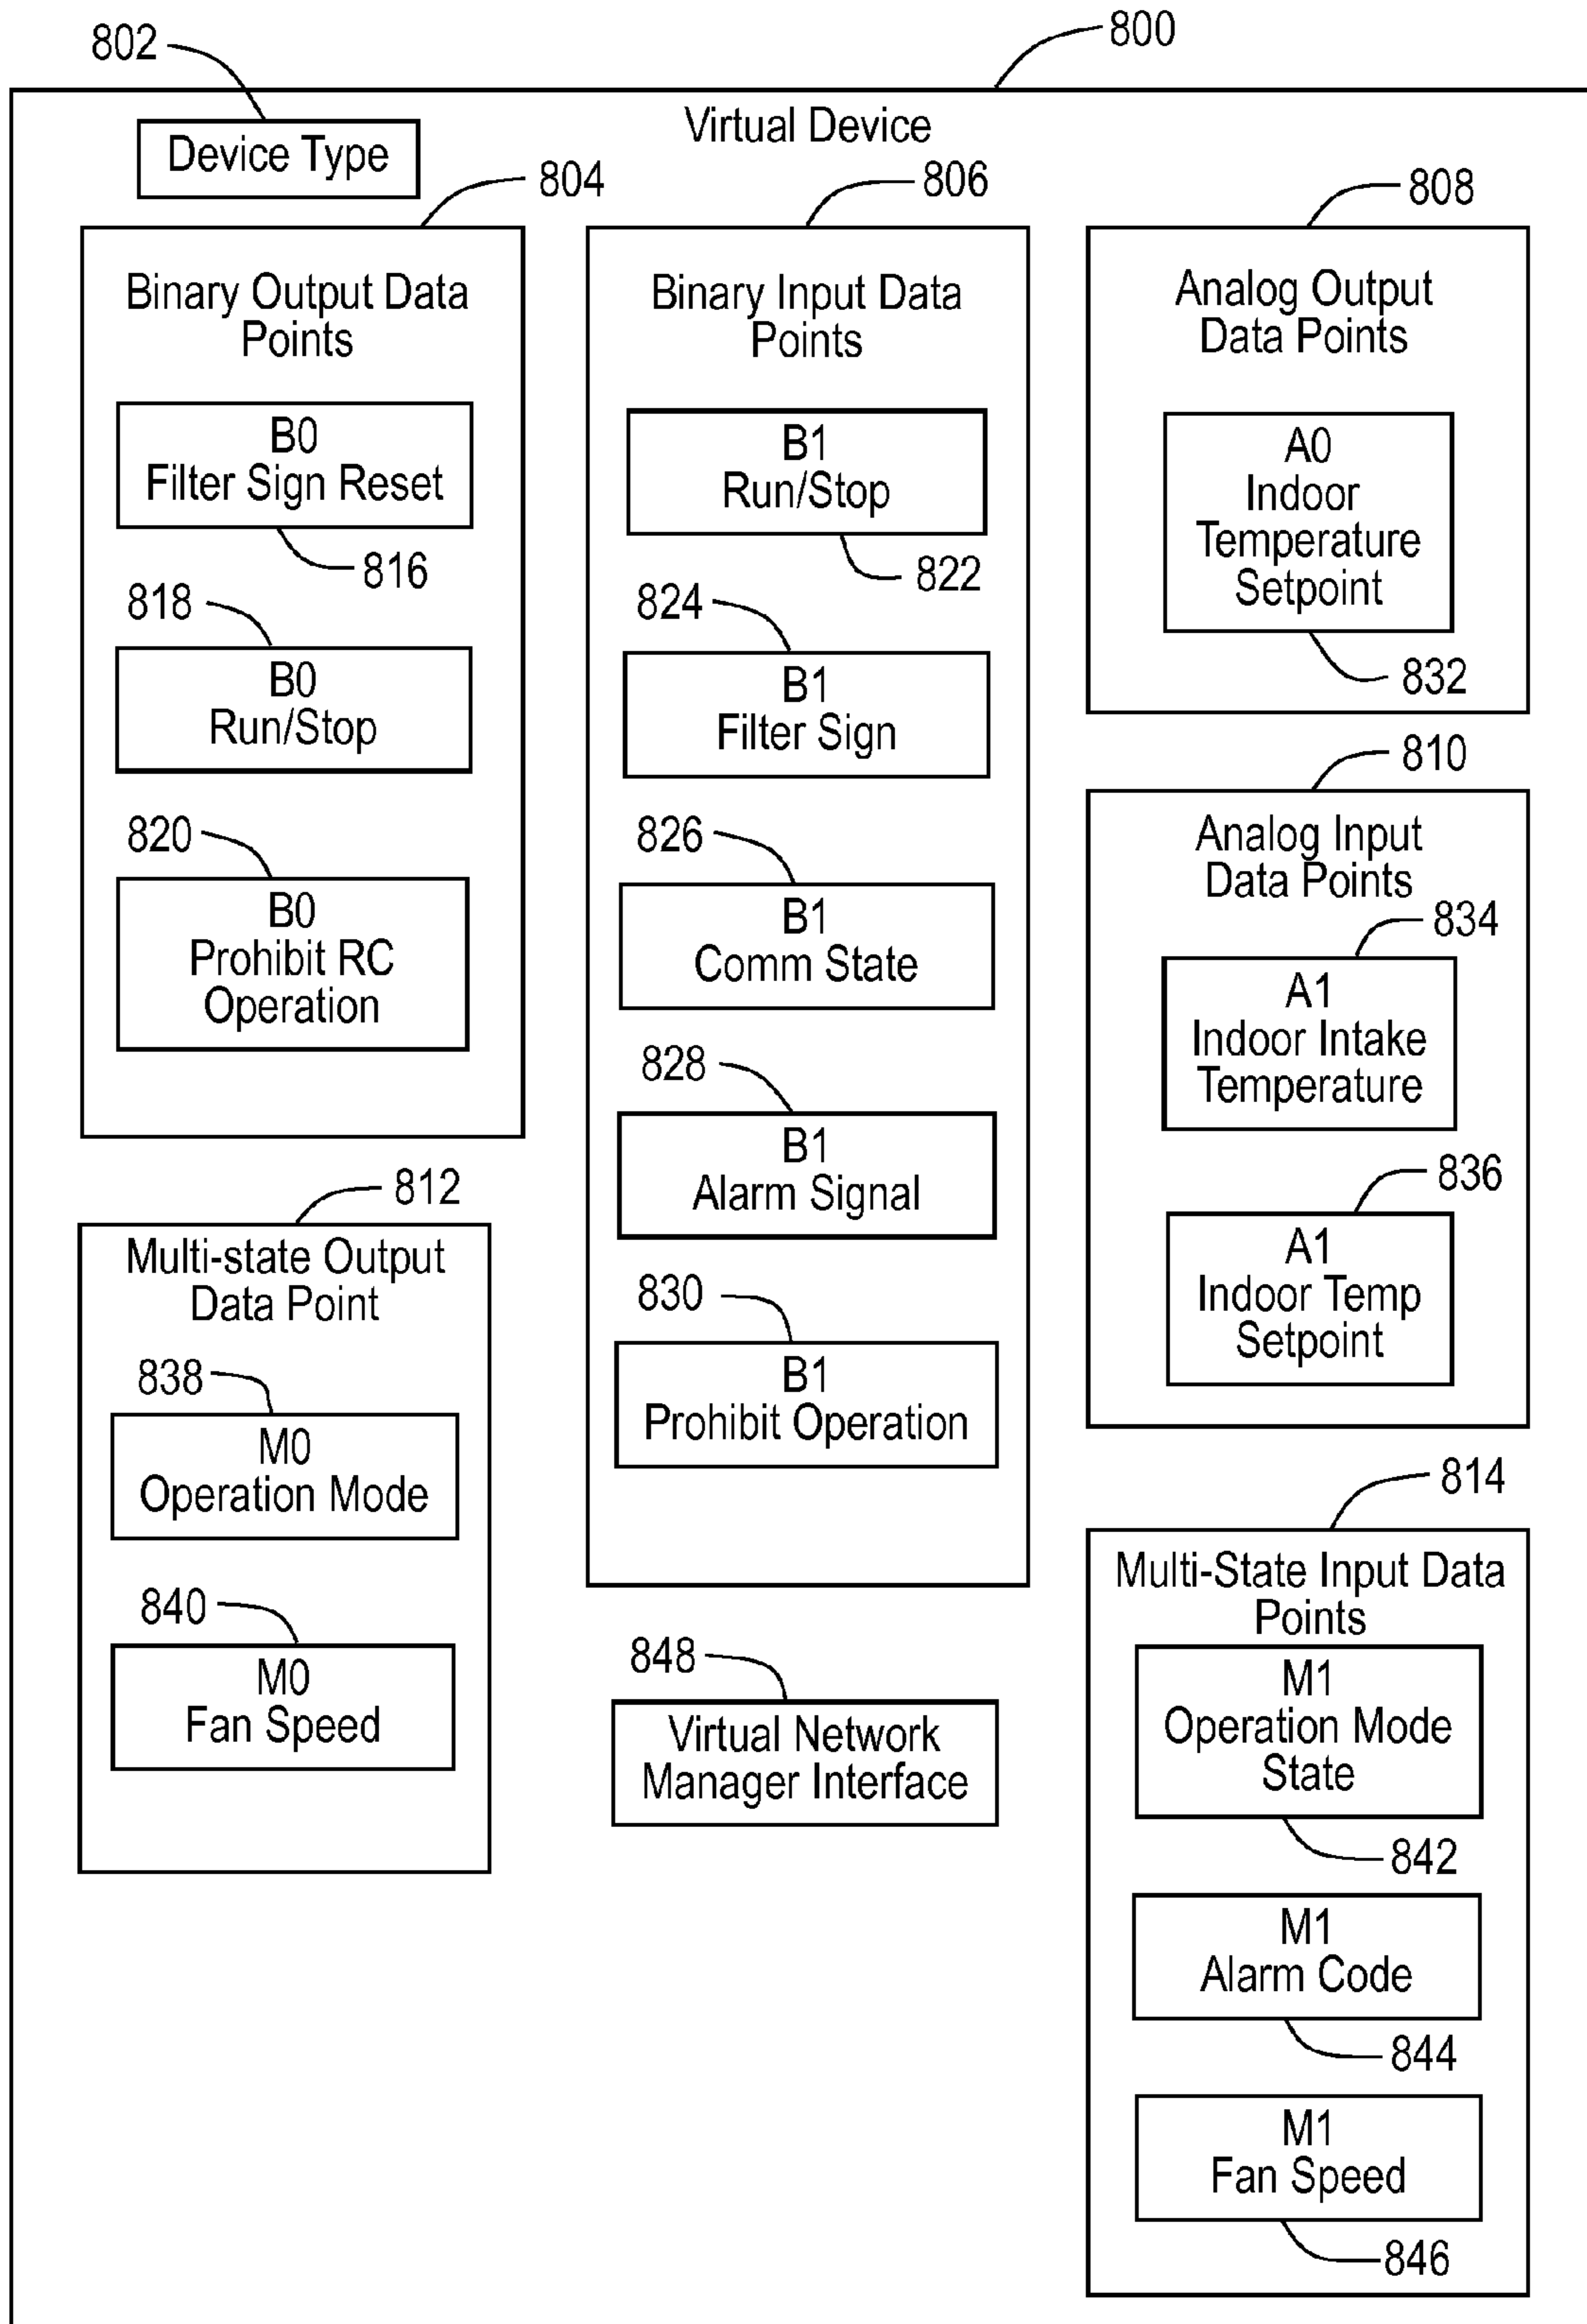 802
800
Virtual Device
Device Type
804
806
808
Binary Output Data
Points
B0
Filter Sign Reset
816
818
B0
Run/Stop
820
B0
Prohibit RC
Operation
Binary Input Data
Points
B1
Run/Stop
822
824
B1
Filter Sign
826
B1
Comm State
828
B1
Alarm Signal
830
B1
Prohibit Operation
Analog Output
Data Points
A0
Indoor
Temperature
Setpoint
832
810
Analog Input
Data Points
834
A1
Indoor Intake
Temperature
836
A1
Indoor Temp
Setpoint
812
Multi-state Output
Data Point
838
M0
Operation Mode
840
M0
Fan Speed
848
Virtual Network
Manager Interface
814
Multi-State Input Data
Points
M1
Operation Mode
State
842
M1
Alarm Code
844
M1
Fan Speed
846